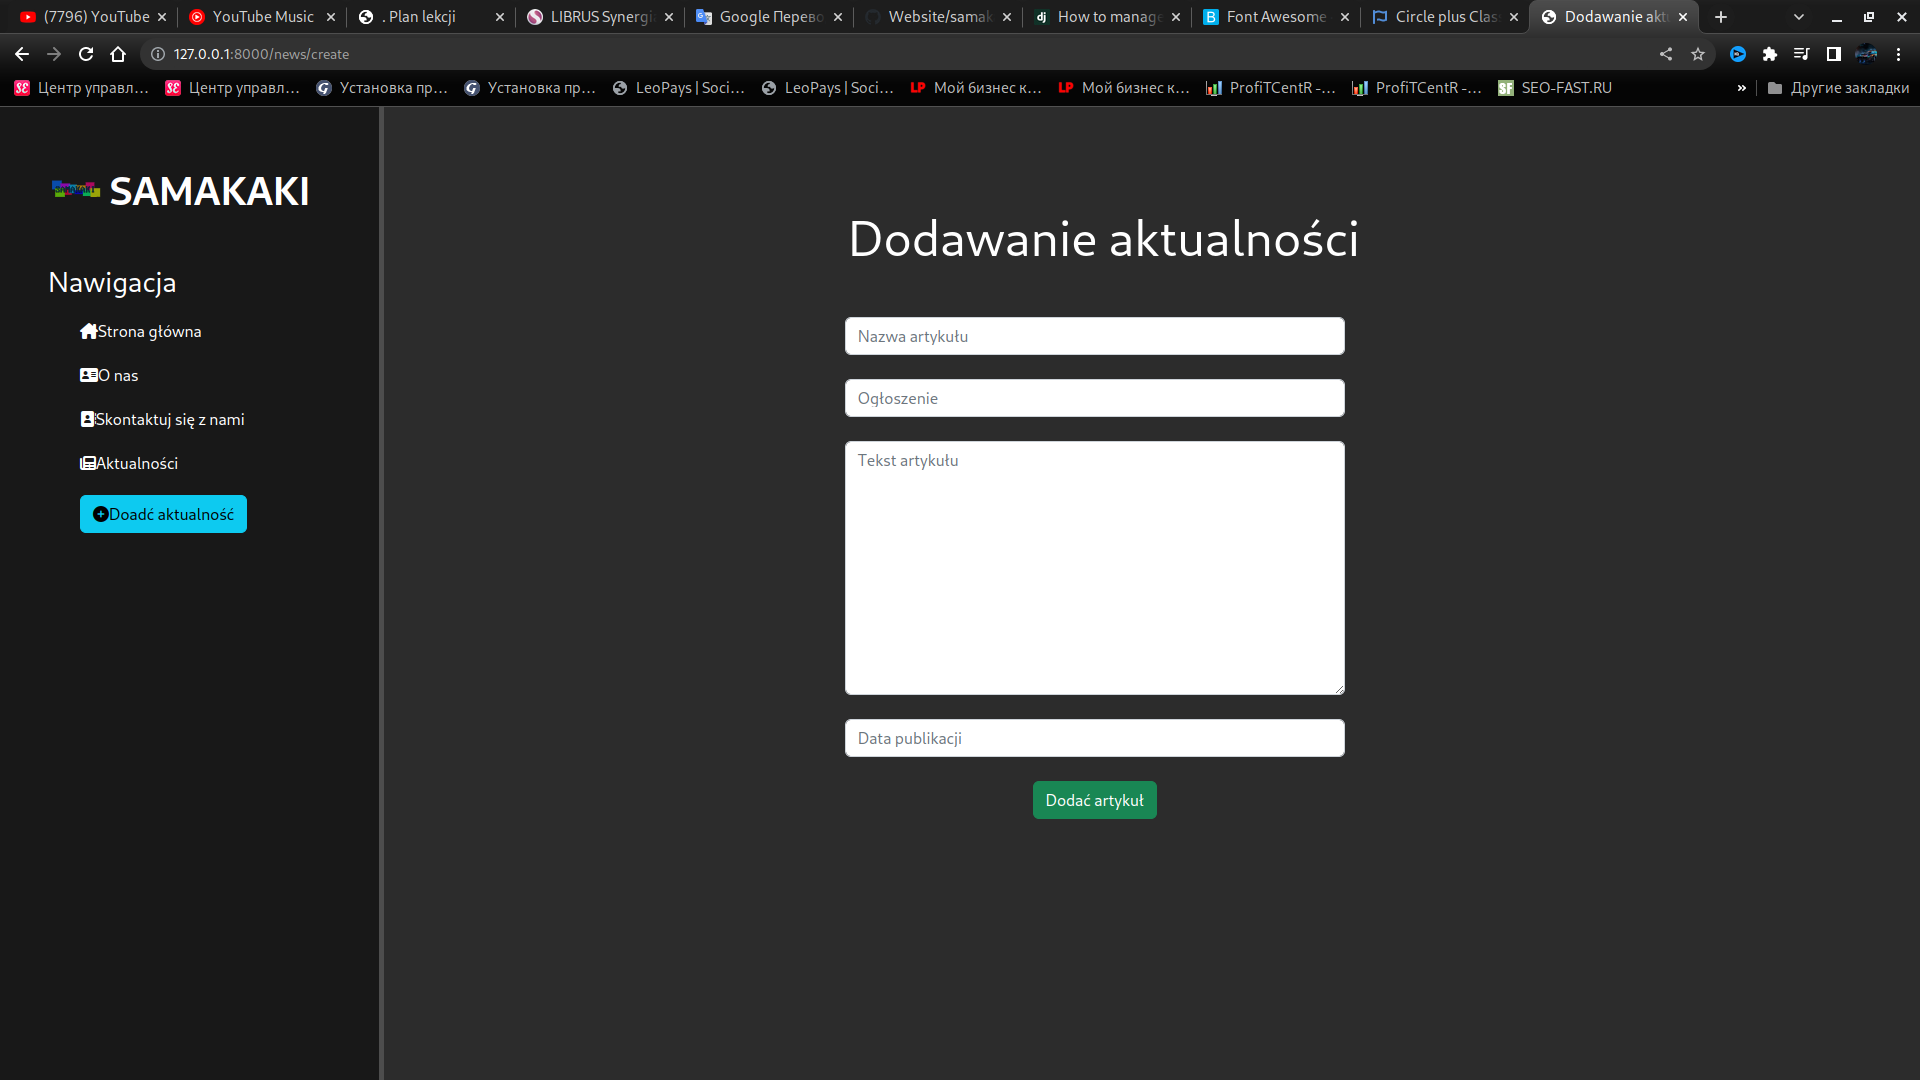 (7796) YouTube
YouTube Music
. Plan lekcji
LIBRUS Synergi
Google Перево
Website/samak
How to manage
Font Awesome
Circle plus Clas
Dodawanie akt
127.0.0.1:8000/news/create
Центр управл…
Центр управл…
Установка пр…
Установка пр…
LeoPays | Soci…
LeoPays | Soci…
Мой бизнес к…
Мой бизнес к…
ProfiTCentR -…
ProfiTCentR -…
SEO-FAST.RU
Другие закладки
SAMAKAKI
Nawigacja
Strona główna
O nas
Skontaktuj się z nami
Aktualności
Doadć aktualność
Dodawanie aktualności
Nazwa artykułu
Ogłoszenie
Tekst artykułu
Data publikacji
Dodać artykuł